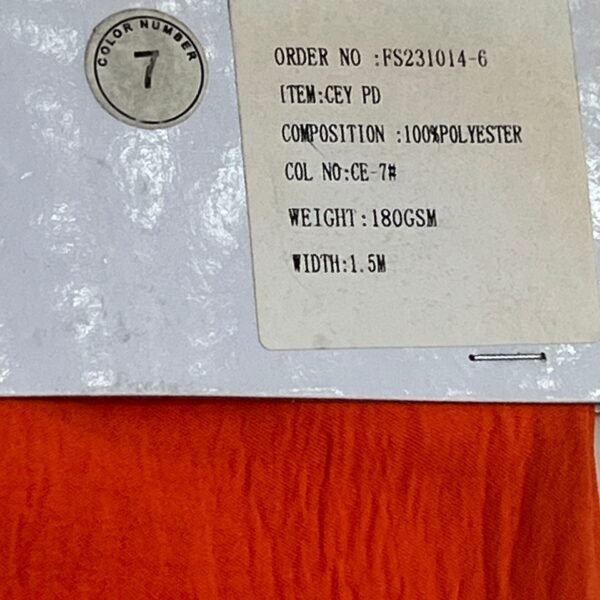 COLOR NUMBER
7
ORDER NO :FS231014-6
ITEM:CEY PD
COMPOSITION :100%POLYESTER
COL NO:CE-7#
WEIGHT:180GSM
WIDTH:1.5M